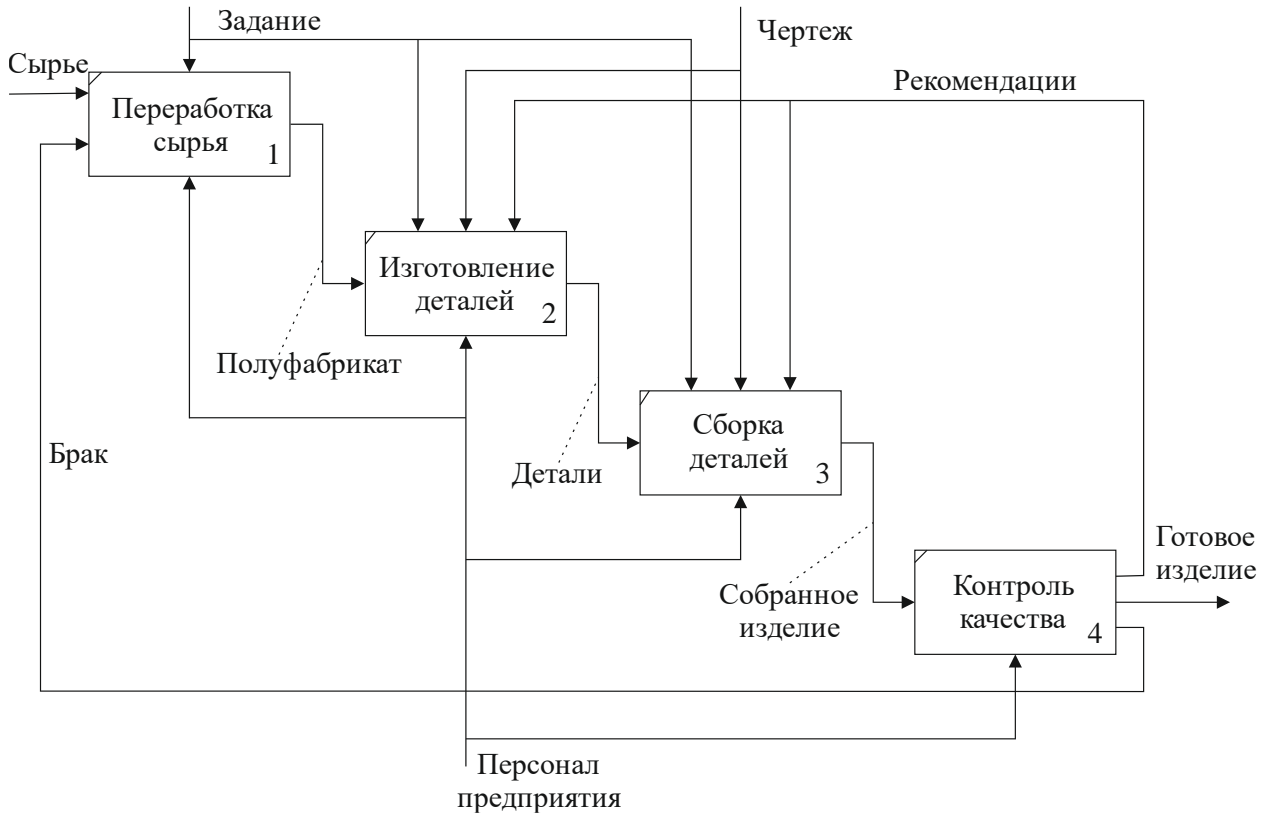 Задание
Чертеж
Сырье
Рекомендации
Переработка
сырья
1
Изготовление
деталей
2
Полуфабрикат
Брак
Сборка
деталей
3
Детали
Готовое
изделие
Контроль
качества
4
Собранное
изделие
Персонал
предприятия